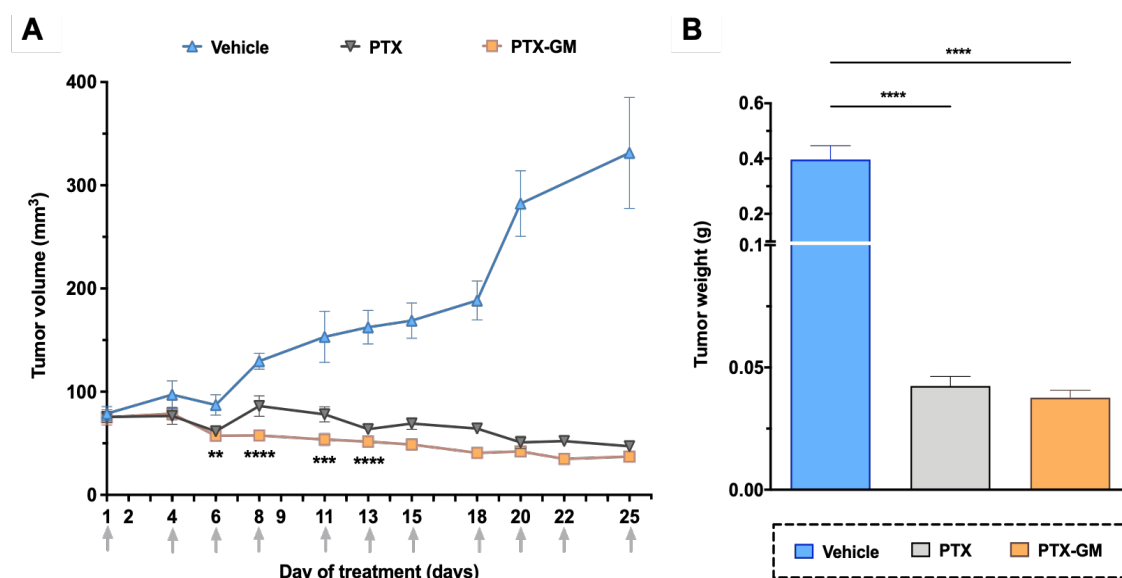 A
Vehicle PTX PTX-GM
Tumor volume (mm³)
400
300
200
100
0
** **** *** ****
1 2 4 6 8 9 11 13 15 18 20 22 25
Day of treatment (days)
B
****
****
Tumor weight (g)
0.6
0.4
0.2
0.1
0.05
0.00
Vehicle PTX PTX-GM